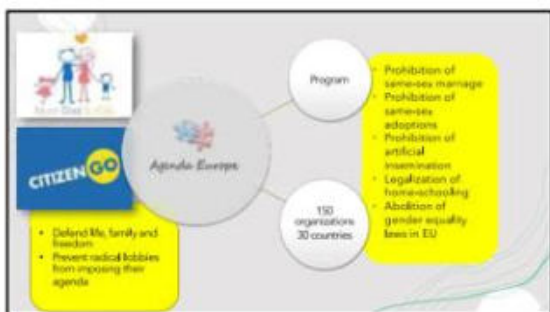 CITIZEN GO
• Defend life, family and
freedom
• Prevent radical lobbies
from imposing their
agenda
Agenda Europe
Program
150
organizations
30 countries
• Prohibition of
same-sex marriage
• Prohibition of
same-sex
adoptions
• Prohibition of
artificial
insemination
• Legalization of
home-schooling
• Abolition of
gender equality
laws in EU